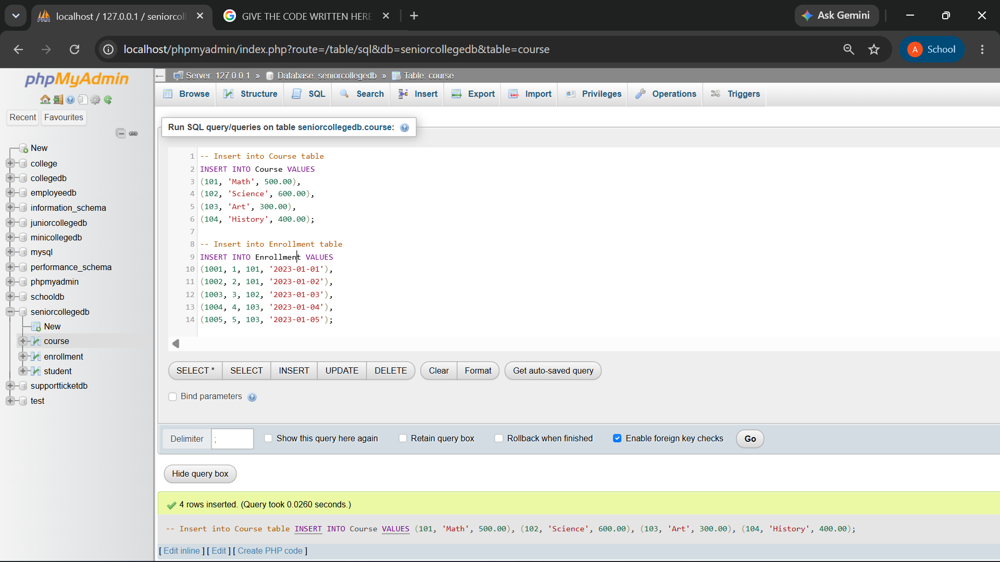 localhost / 127.0.0.1 / seniorcoll
GIVE THE CODE WRITTEN HERE
Ask Gemini
localhost/phpmyadmin/index.php?route=/table/sql&db=seniorcollegedb&table=course
A School
phpMyAdmin
Server: 127.0.0.1 » Database: seniorcollegedb » Table: course
Browse Structure SQL Search Insert Export Import Privileges Operations Triggers
Recent Favourites
New
college
collegedb
employeedb
information_schema
juniorcollegedb
minicollegedb
mysql
performance_schema
phpmyadmin
schooldb
seniorcollegedb
New
course
enrollment
student
supportticketdb
test
Run SQL query/queries on table seniorcollegedb.course:
1 -- Insert into Course table
2 INSERT INTO Course VALUES
3 (101, 'Math', 500.00),
4 (102, 'Science', 600.00),
5 (103, 'Art', 300.00),
6 (104, 'History', 400.00);
7
8 -- Insert into Enrollment table
9 INSERT INTO Enrollment VALUES
10 (1001, 1, 101, '2023-01-01'),
11 (1002, 2, 101, '2023-01-02'),
12 (1003, 3, 102, '2023-01-03'),
13 (1004, 4, 103, '2023-01-04'),
14 (1005, 5, 103, '2023-01-05');
SELECT * SELECT INSERT UPDATE DELETE Clear Format Get auto-saved query
Bind parameters
Delimiter ; Show this query here again Retain query box Rollback when finished Enable foreign key checks Go
Hide query box
4 rows inserted. (Query took 0.0260 seconds.)
-- Insert into Course table INSERT INTO Course VALUES (101, 'Math', 500.00), (102, 'Science', 600.00), (103, 'Art', 300.00), (104, 'History', 400.00);
[ Edit inline ] [ Edit ] [ Create PHP code ]